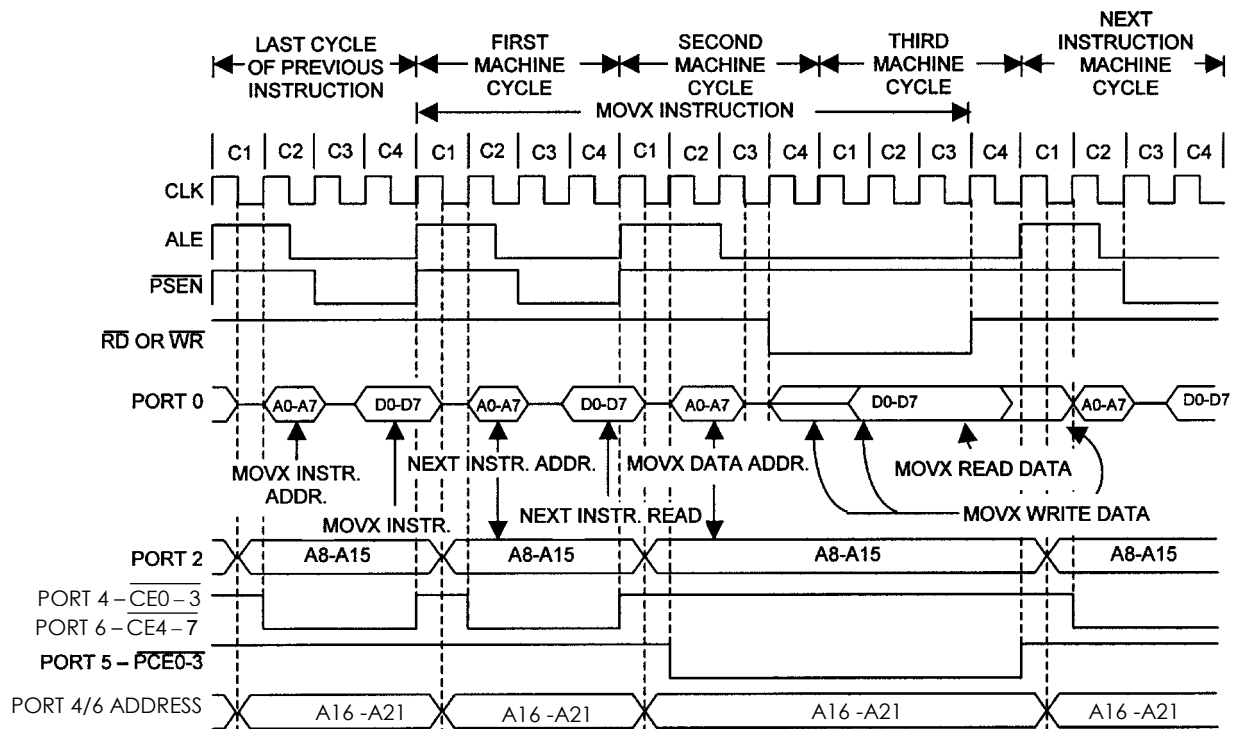 LAST CYCLE
OF PREVIOUS
INSTRUCTION
FIRST
MACHINE
CYCLE
SECOND
MACHINE
CYCLE
THIRD
MACHINE
CYCLE
NEXT
INSTRUCTION
MACHINE
CYCLE
MOVX INSTRUCTION
C1 C2 C3 C4 C1 C2 C3 C4 C1 C2 C3 C4 C1 C2 C3 C4 C1 C2 C3 C4
CLK
ALE
PSEN
RD OR WR
PORT 0 A0-A7 D0-D7 A0-A7 D0-D7 A0-A7 D0-D7 A0-A7 D0-D7
MOVX INSTR.
ADDR.
NEXT INSTR. ADDR.
MOVX DATA ADDR.
MOVX READ DATA
MOVX INSTR.
NEXT INSTR. READ
MOVX WRITE DATA
PORT 2 A8-A15 A8-A15 A8-A15 A8-A15
PORT 4 – CE0 – 3
PORT 6 – CE4 – 7
PORT 5 – PCE0-3
PORT 4/6 ADDRESS A16 -A21 A16 -A21 A16 -A21 A16 -A21